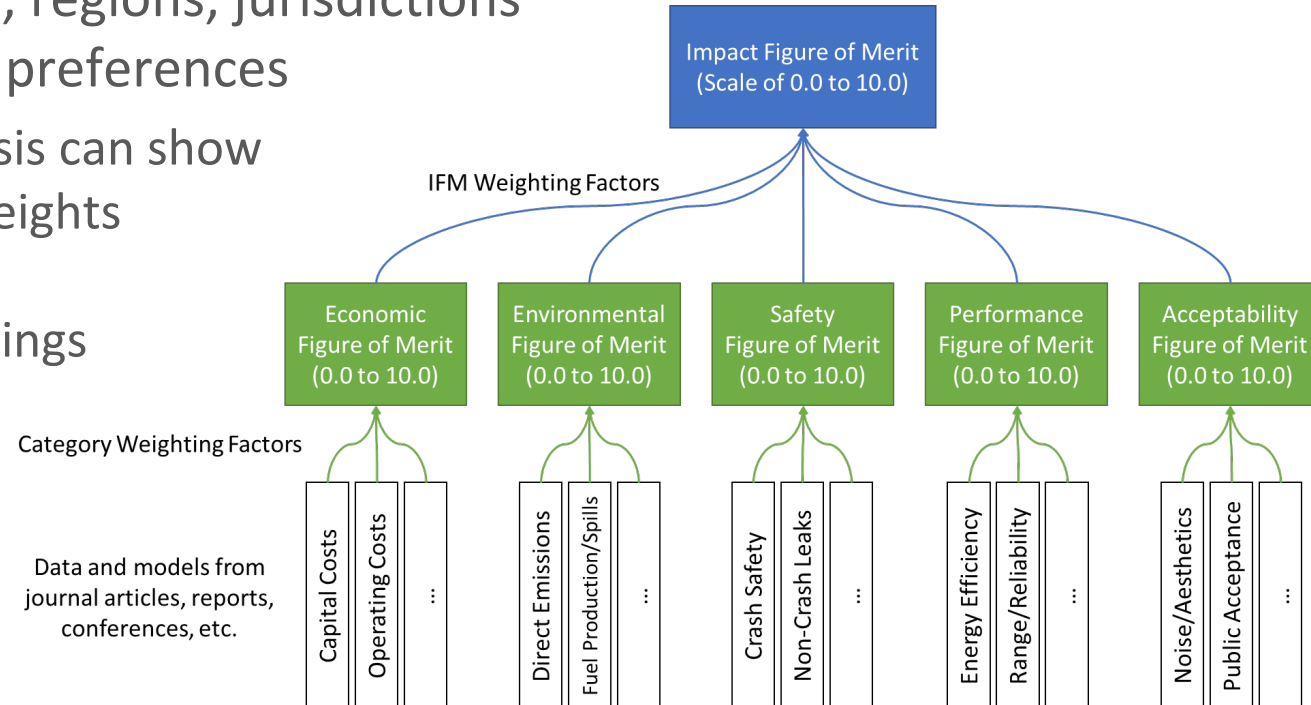 , regions, jurisdictions
preferences
can show
ings
Impact Figure of Merit
(Scale of 0.0 to 10.0)
IFM Weighting Factors
Economic
Figure of Merit
(0.0 to 10.0)
Environmental
Figure of Merit
(0.0 to 10.0)
Safety
Figure of Merit
(0.0 to 10.0)
Performance
Figure of Merit
(0.0 to 10.0)
Acceptability
Figure of Merit
(0.0 to 10.0)
Category Weighting Factors
Data and models from
journal articles, reports,
conferences, etc.
Capital Costs
Operating Costs
...
Direct Emissions
Fuel Production/Spills
...
Crash Safety
Non-Crash Leaks
...
Energy Efficiency
Range/Reliability
...
Noise/Aesthetics
Public Acceptance
...